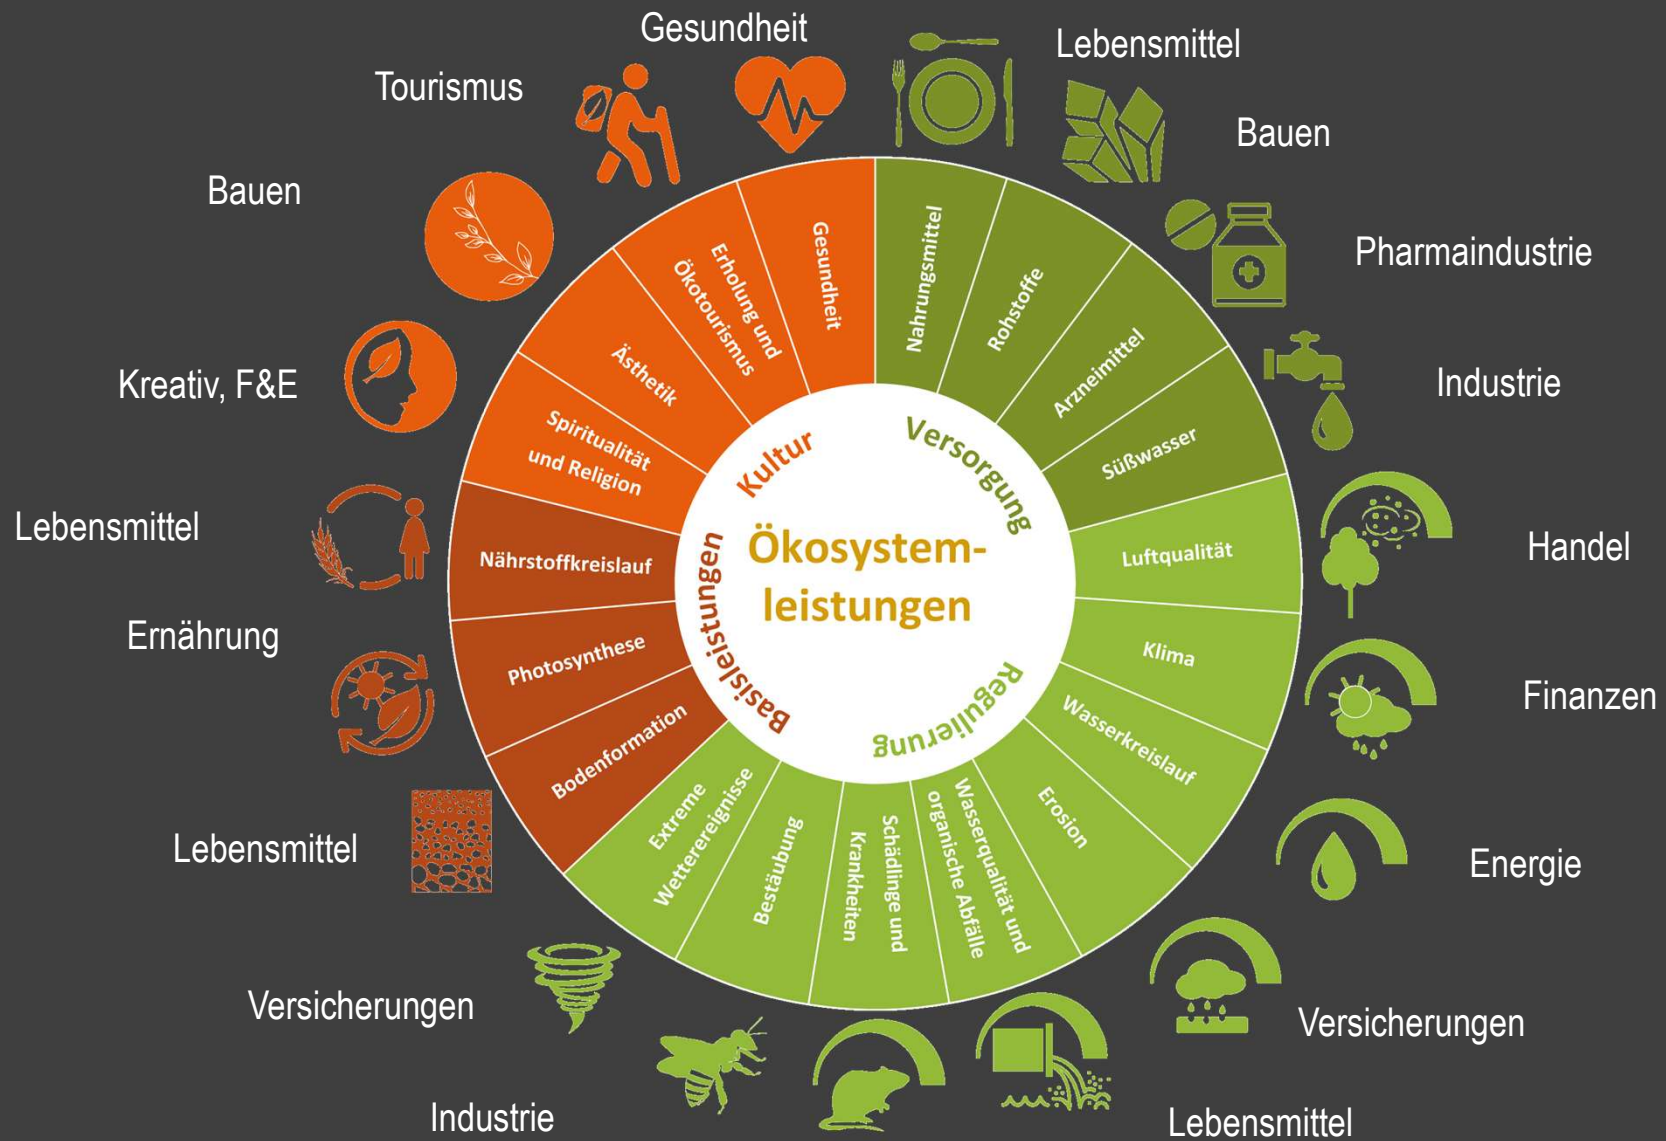 Gesundheit
Lebensmittel
Tourismus
Bauen
Bauen
Pharmaindustrie
Kreativ, F&E
Industrie
Lebensmittel
Handel
Ernährung
Finanzen
Lebensmittel
Energie
Versicherungen
Versicherungen
Industrie
Lebensmittel
Ökosystem-
leistungen
Kultur
Versorgung
Regulierung
Basisleistungen
Nahrungsmittel
Rohstoffe
Arzneimittel
Süßwasser
Luftqualität
Klima
Wasserkreislauf
Erosion
Wasserqualität und
organische Abfälle
Schädlinge und
Krankheiten
Bestäubung
Extreme
Wetterereignisse
Bodenformation
Photosynthese
Nährstoffkreislauf
Spiritualität
und Religion
Ästhetik
Erholung und
Ökotourismus
Gesundheit